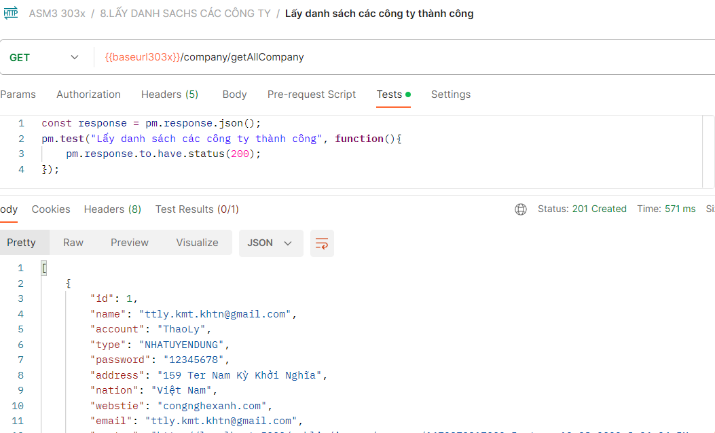 HTTP ASM3 303x / 8.LẤY DANH SACHS CÁC CÔNG TY / Lấy danh sách các công ty thành công
GET {{baseurl303x}}/company/getAllCompany
Params Authorization Headers (5) Body Pre-request Script Tests Settings
1 const response = pm.response.json();
2 pm.test("Lấy danh sách các công ty thành công", function(){
3 pm.response.to.have.status(200);
4 });
ody Cookies Headers (8) Test Results (0/1) Status: 201 Created Time: 571 ms Si
Pretty Raw Preview Visualize JSON
1 [
2 {
3 "id": 1,
4 "name": "ttly.kmt.khtn@gmail.com",
5 "account": "ThaoLy",
6 "type": "NHATUYENDUNG",
7 "password": "12345678",
8 "address": "159 Ter Nam Kỳ Khởi Nghĩa",
9 "nation": "Việt Nam",
10 "webstie": "congnghexanh.com",
11 "email": "ttly.kmt.khtn@gmail.com",